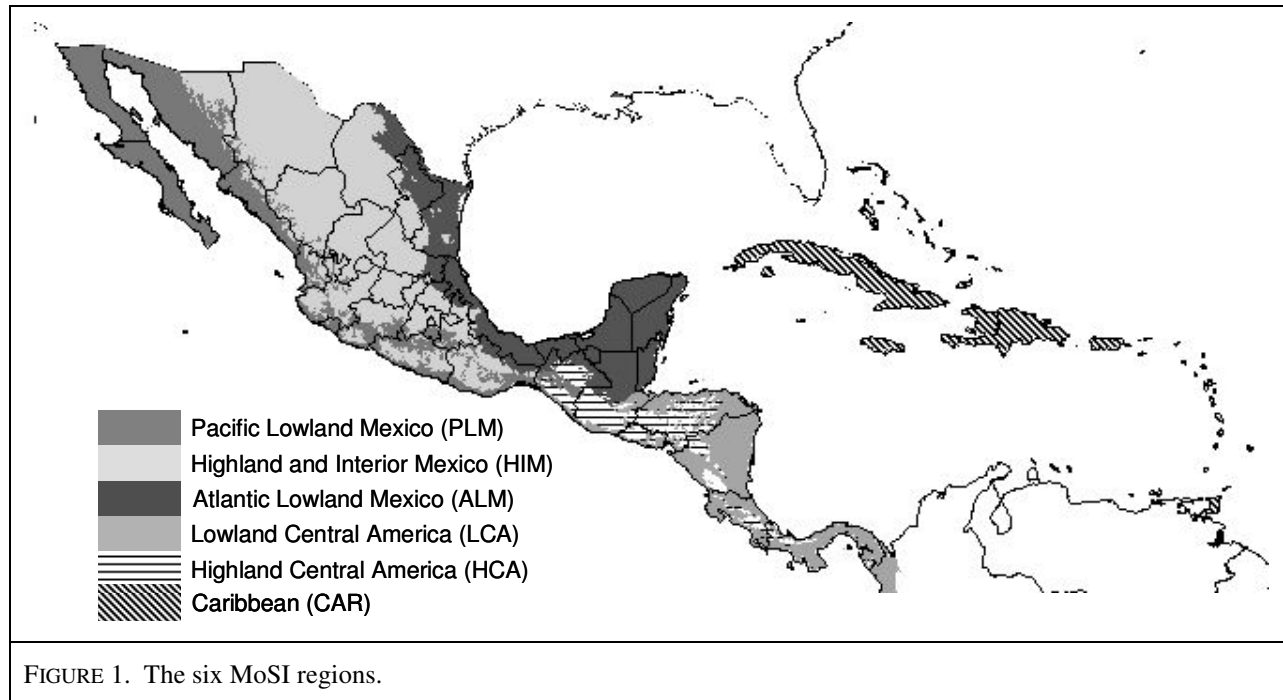 Pacific Lowland Mexico (PLM)
Highland and Interior Mexico (HIM)
Atlantic Lowland Mexico (ALM)
Lowland Central America (LCA)
Highland Central America (HCA)
Caribbean (CAR)
FIGURE 1. The six MoSI regions.